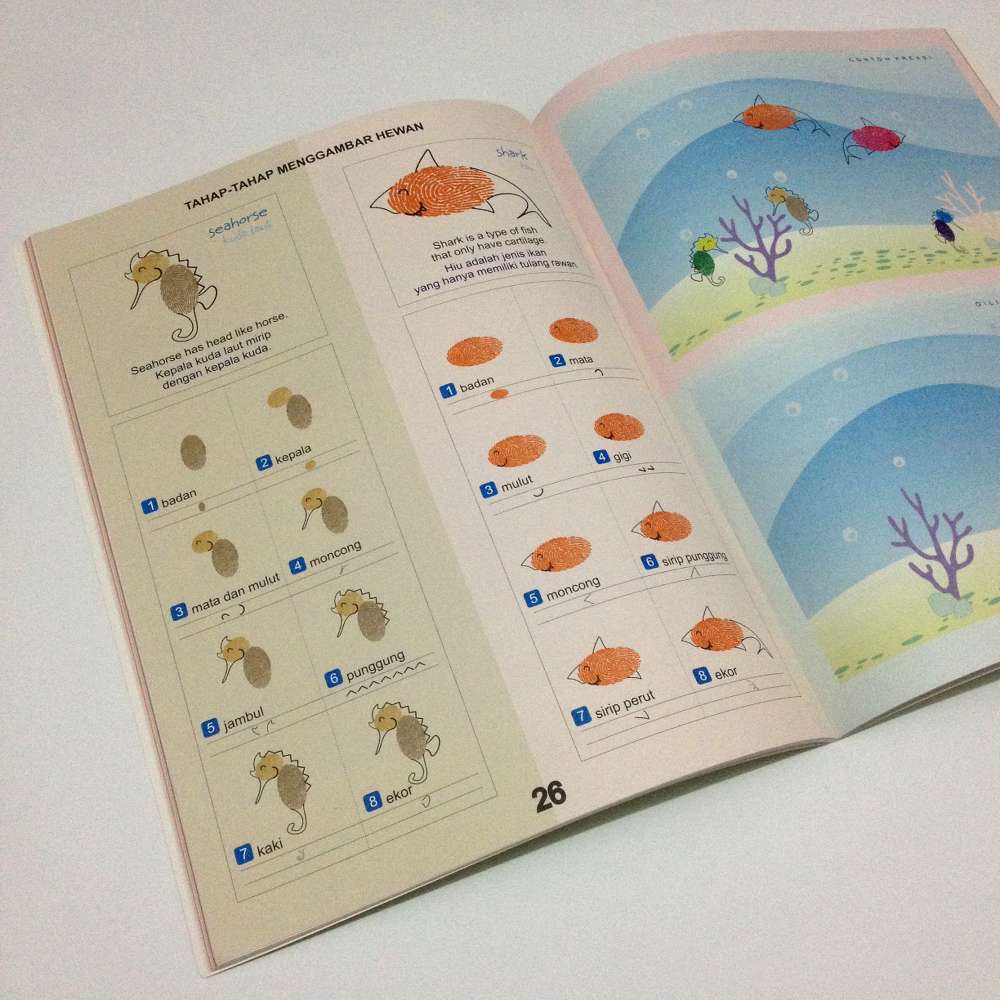 TAHAP-TAHAP MENGGAMBAR HEWAN
seahorse
kuda laut
Seahorse has head like horse.
Kepala kuda laut mirip
dengan kepala kuda.
1 badan
2 kepala
3 mata dan mulut
4 moncong
5 jambul
6 punggung
7 kaki
8 ekor
shark
Shark is a type of fish
that only have cartilage.
Hiu adalah jenis ikan
yang hanya memiliki tulang rawan.
1 badan
2 mata
3 mulut
4 gigi
5 moncong
6 sirip punggung
7 sirip perut
8 ekor
26
CONTOH KREASI